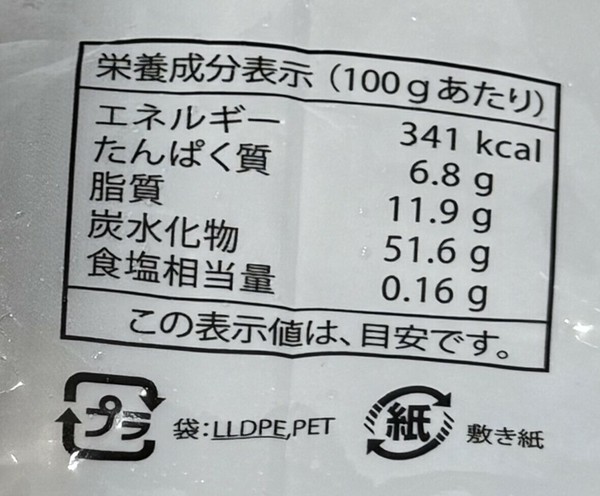 栄養成分表示（100gあたり）
エネルギー 341 kcal
たんぱく質 6.8 g
脂質 11.9 g
炭水化物 51.6 g
食塩相当量 0.16 g
この表示値は、目安です。
プラ 袋:LLDPE,PET 紙 敷き紙